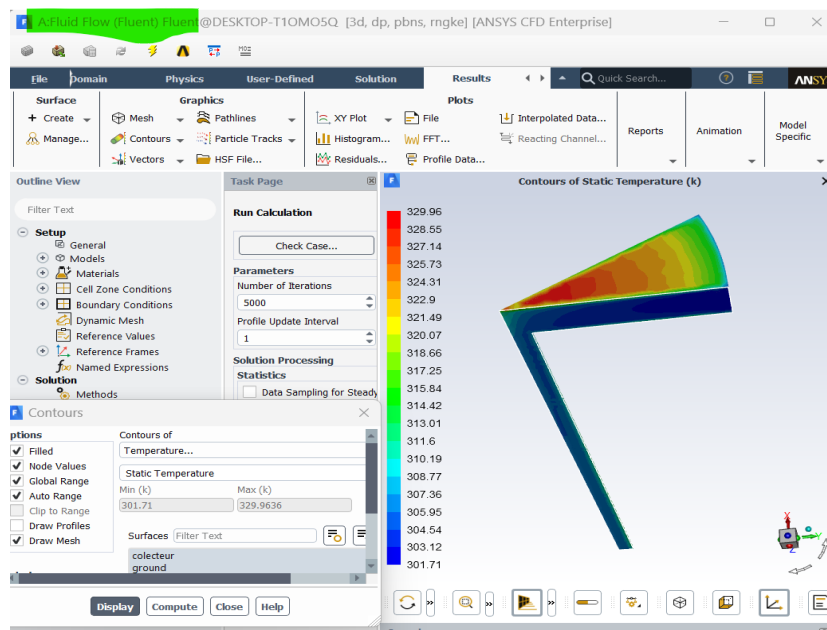 A:Fluid Flow (Fluent) Fluent@DESKTOP-T1OMO5Q [3d, dp, pbns, rngke] [ANSYS CFD Enterprise]
File Domain Physics User-Defined Solution Results Quick Search... ANSY
Surface Graphics Plots
+ Create Mesh Pathlines XY Plot File Interpolated Data...
Manage... Contours Particle Tracks Histogram... FFT... Reacting Channel... Reports Animation Model Specific
Vectors HSF File... Residuals... Profile Data...
Outline View
Filter Text
Setup
General
Models
Materials
Cell Zone Conditions
Boundary Conditions
Dynamic Mesh
Reference Values
Reference Frames
Named Expressions
Solution
Methods
Task Page
Run Calculation
Check Case...
Parameters
Number of Iterations
5000
Profile Update Interval
1
Solution Processing
Statistics
Data Sampling for Steady
Contours of Static Temperature (k)
329.96
328.55
327.14
325.73
324.31
322.9
321.49
320.07
318.66
317.25
315.84
314.42
313.01
311.6
310.19
308.77
307.36
305.95
304.54
303.12
301.71
X
Y
Z
Contours
ptions
Filled
Node Values
Global Range
Auto Range
Clip to Range
Draw Profiles
Draw Mesh
Contours of
Temperature...
Static Temperature
Min (k) Max (k)
301.71 329.9636
Surfaces Filter Text
colecteur
ground
Display Compute Close Help